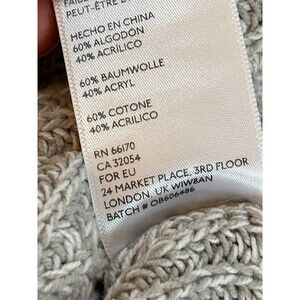 PEUT-ÊTRE
HECHO EN CHINA
60% ALGODÓN
40% ACRILICO
60% BAUMWOLLE
40% ACRYL
60% COTONE
40% ACRILICO
RN 66170
CA 32054
FOR EU
24 MARKET PLACE, 3RD FLOOR
LONDON, UK W1W8AN
BATCH # OB606486